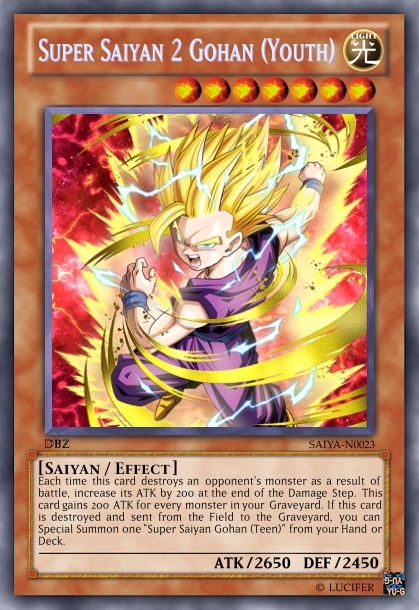 SUPER SAIYAN 2 GOHAN (YOUTH)
LIGHT
光
DBZ
SAIYA-N0023
[SAIYAN / EFFECT]
Each time this card destroys an opponent's monster as a result of
battle, increase its ATK by 200 at the end of the Damage Step. This
card gains 200 ATK for every monster in your Graveyard. If this card
is destroyed and sent from the Field to the Graveyard, you can
Special Summon one "Super Saiyan Gohan (Teen)" from your Hand or
Deck.
ATK/2650 DEF/2450
© LUCIFER
YU-G